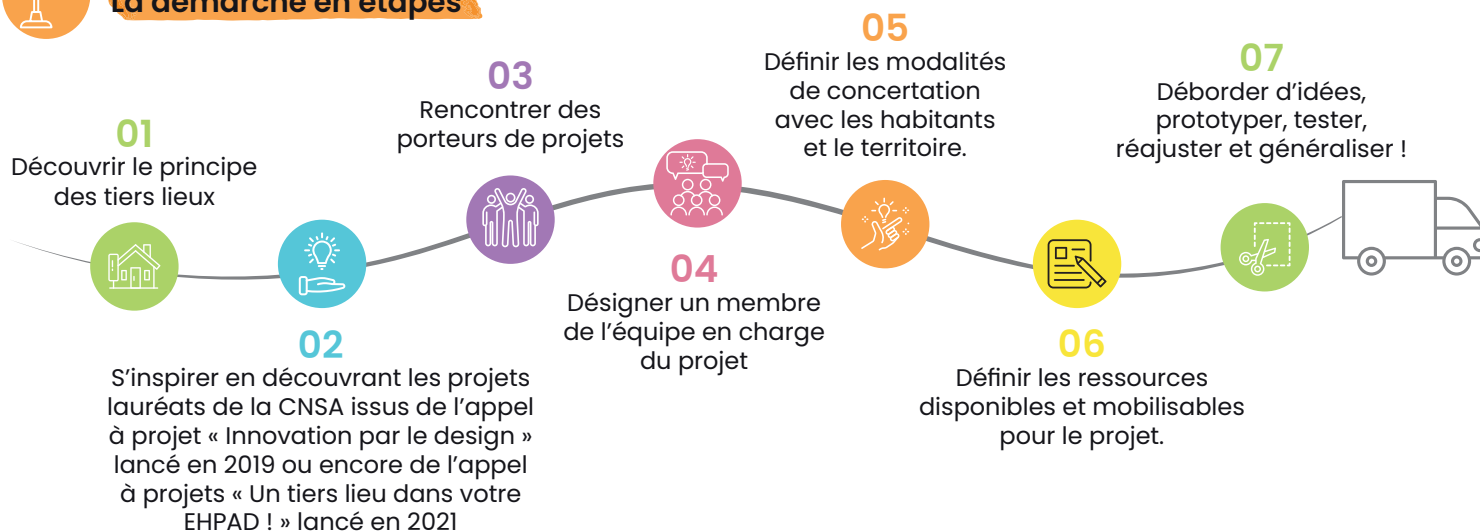 La démarche en étapes
01
Découvrir le principe
des tiers lieux
02
S’inspirer en découvrant les projets
lauréats de la CNSA issus de l’appel
à projet « Innovation par le design »
lancé en 2019 ou encore de l’appel
à projets « Un tiers lieu dans votre
EHPAD ! » lancé en 2021
03
Rencontrer des
porteurs de projets
04
Désigner un membre
de l’équipe en charge
du projet
05
Définir les modalités
de concertation
avec les habitants
et le territoire.
06
Définir les ressources
disponibles et mobilisables
pour le projet.
07
Déborder d’idées,
prototyper, tester,
réajuster et généraliser !